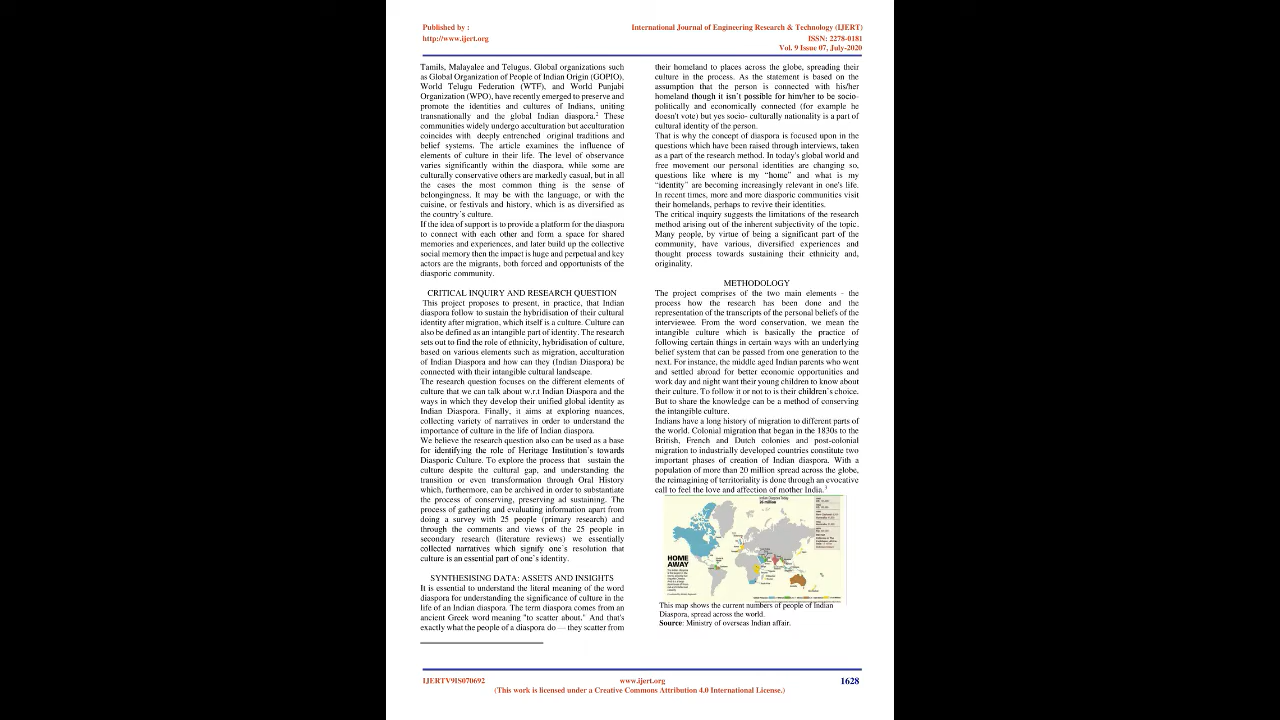 Published by :
http://www.ijert.org
International Journal of Engineering Research & Technology (IJERT)
ISSN: 2278-0181
Vol. 9 Issue 07, July-2020
Tamils, Malayalee and Telugus. Global organizations such
as Global Organization of People of Indian Origin (GOPIO),
World Telugu Federation (WTF), and World Punjabi
Organization (WPO), have recently emerged to preserve and
promote the identities and cultures of Indians, uniting
transnationally and the global Indian diaspora.2 These
communities widely undergo acculturation but acculturation
coincides with deeply entrenched original traditions and
belief systems. The article examines the influence of
elements of culture in their life. The level of observance
varies significantly within the diaspora, while some are
culturally conservative others are markedly casual, but in all
the cases the most common thing is the sense of
belongingness. It may be with the language, or with the
cuisine, or festivals and history, which is as diversified as
the country's culture.
If the idea of support is to provide a platform for the diaspora
to connect with each other and form a space for shared
memories and experiences, and later build up the collective
social memory then the impact is huge and perpetual and key
actors are the migrants, both forced and opportunists of the
diasporic community.
CRITICAL INQUIRY AND RESEARCH QUESTION
This project proposes to present, in practice, that Indian
diaspora follow to sustain the hybridisation of their cultural
identity after migration, which itself is a culture. Culture can
also be defined as an intangible part of identity. The research
sets out to find the role of ethnicity, hybridisation of culture,
based on various elements such as migration, acculturation
of Indian Diaspora and how can they (Indian Diaspora) be
connected with their intangible cultural landscape.
The research question focuses on the different elements of
culture that we can talk about w.r.t Indian Diaspora and the
ways in which they develop their unified global identity as
Indian Diaspora. Finally, it aims at exploring nuances,
collecting variety of narratives in order to understand the
importance of culture in the life of Indian diaspora.
We believe the research question also can be used as a base
for identifying the role of Heritage Institution's towards
Diasporic Culture. To explore the process that sustain the
culture despite the cultural gap, and understanding the
transition or even transformation through Oral History
which, furthermore, can be archived in order to substantiate
the process of conserving, preserving ad sustaining. The
process of gathering and evaluating information apart from
doing a survey with 25 people (primary research) and
through the comments and views of the 25 people in
secondary research (literature reviews) we essentially
collected narratives which signify one's resolution that
culture is an essential part of one's identity.
SYNTHESISING DATA: ASSETS AND INSIGHTS
It is essential to understand the literal meaning of the word
diaspora for understanding the significance of culture in the
life of an Indian diaspora. The term diaspora comes from an
ancient Greek word meaning "to scatter about." And that's
exactly what the people of a diaspora do — they scatter from
their homeland to places across the globe, spreading their
culture in the process. As the statement is based on the
assumption that the person is connected with his/her
homeland though it isn't possible for him/her to be socio-
politically and economically connected (for example he
doesn't vote) but yes socio- culturally nationality is a part of
cultural identity of the person.
That is why the concept of diaspora is focused upon in the
questions which have been raised through interviews, taken
as a part of the research method. In today's global world and
free movement our personal identities are changing so,
questions like where is my "home" and what is my
"identity" are becoming increasingly relevant in one's life.
In recent times, more and more diasporic communities visit
their homelands, perhaps to revive their identities.
The critical inquiry suggests the limitations of the research
method arising out of the inherent subjectivity of the topic.
Many people, by virtue of being a significant part of the
community, have various, diversified experiences and
thought process towards sustaining their ethnicity and,
originality.
METHODOLOGY
The project comprises of the two main elements - the
process how the research has been done and the
representation of the transcripts of the personal beliefs of the
interviewee. From the word conservation, we mean the
intangible culture which is basically the practice of
following certain things in certain ways with an underlying
belief system that can be passed from one generation to the
next. For instance, the middle aged Indian parents who went
and settled abroad for better economic opportunities and
work day and night want their young children to know about
their culture. To follow it or not to is their children's choice.
But to share the knowledge can be a method of conserving
the intangible culture.
Indians have a long history of migration to different parts of
the world. Colonial migration that began in the 1830s to the
British, French and Dutch colonies and post-colonial
migration to industrially developed countries constitute two
important phases of creation of Indian diaspora. With a
population of more than 20 million spread across the globe,
the reimagining of territoriality is done through an evocative
call to feel the love and affection of mother India.3
Indian Diaspora Today
HOME
AWAY
This map shows the current numbers of people of Indian
Diaspora, spread across the world.
Source: Ministry of overseas Indian affair.
IJERTV9IS070692
www.ijert.org
1628
(This work is licensed under a Creative Commons Attribution 4.0 International License.)